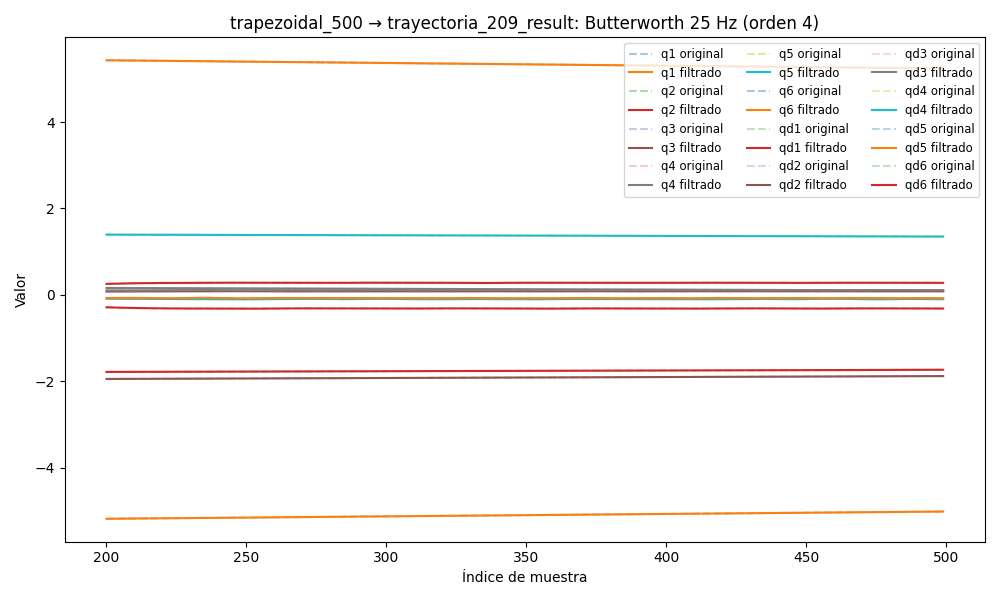 trapezoidal_500 → trayectoria_209_result: Butterworth 25 Hz (orden 4)
q1 original q5 original qd3 original
q1 filtrado q5 filtrado qd3 filtrado
q2 original q6 original qd4 original
q2 filtrado q6 filtrado qd4 filtrado
q3 original qd1 original qd5 original
q3 filtrado qd1 filtrado qd5 filtrado
q4 original qd2 original qd6 original
q4 filtrado qd2 filtrado qd6 filtrado
4
2
0
−2
−4
Valor
200 250 300 350 400 450 500
Índice de muestra